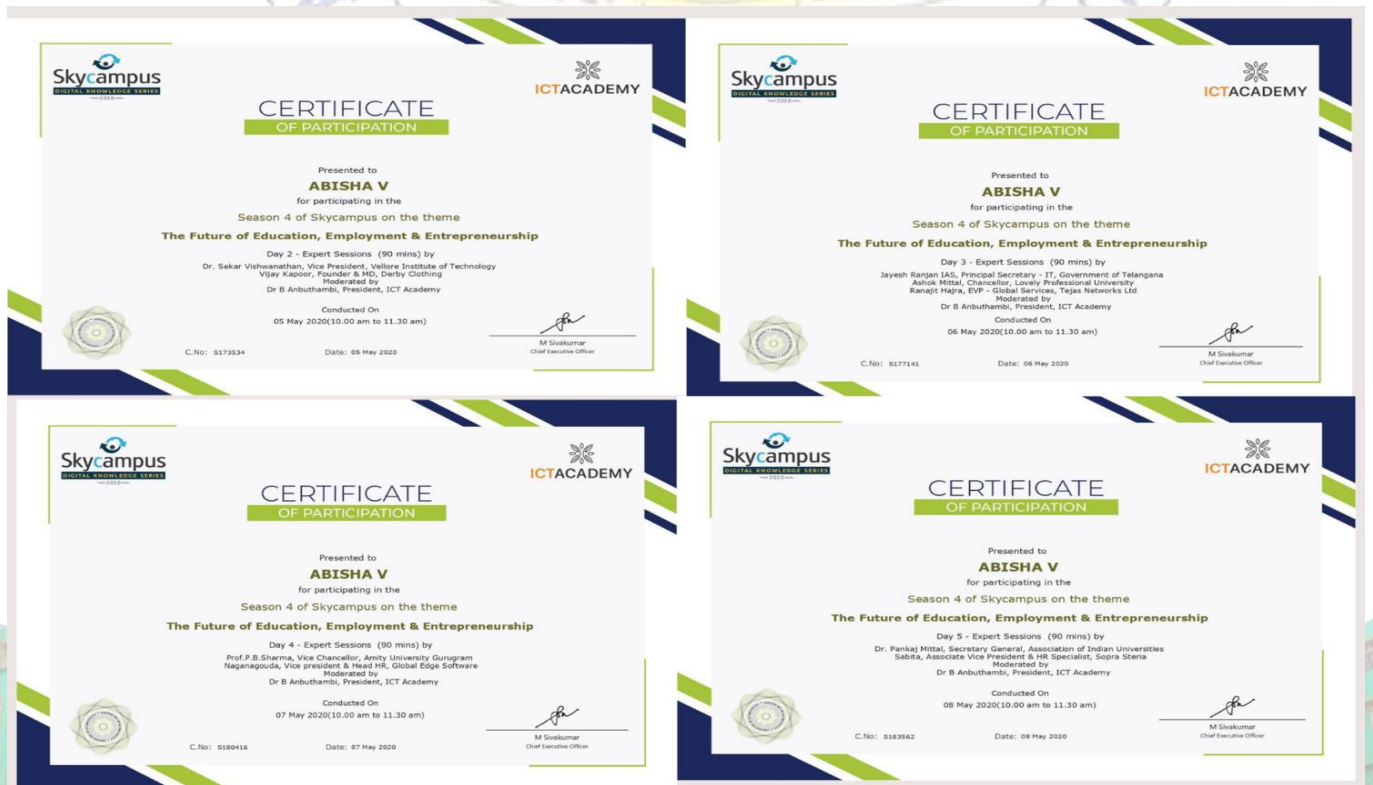 Skycampus
DIGITAL KNOWLEDGE SERIES
2020
ICTACADEMY
CERTIFICATE
OF PARTICIPATION
Presented to
ABISHA V
for participating in the
Season 4 of Skycampus on the theme
The Future of Education, Employment & Entrepreneurship
Day 2 - Expert Sessions (90 mins) by
Dr. Sekar Vishwanathan, Vice President, Vellore Institute of Technology
Vijay Kapoor, Founder & MD, Derby Clothing
Moderated by
Dr B Anbuthambi, President, ICT Academy
Conducted On
05 May 2020(10.00 am to 11.30 am)
M Sivakumar
Chief Executive Officer
C.No: S173534
Date: 05 May 2020
Skycampus
DIGITAL KNOWLEDGE SERIES
2020
ICTACADEMY
CERTIFICATE
OF PARTICIPATION
Presented to
ABISHA V
for participating in the
Season 4 of Skycampus on the theme
The Future of Education, Employment & Entrepreneurship
Day 3 - Expert Sessions (90 mins) by
Jayesh Ranjan IAS, Principal Secretary - IT, Government of Telangana
Ashok Mittal, Chancellor, Lovely Professional University
Ranajit Hajra, EVP - Global Services, Tejas Networks Ltd
Moderated by
Dr B Anbuthambi, President, ICT Academy
Conducted On
06 May 2020(10.00 am to 11.30 am)
M Sivakumar
Chief Executive Officer
C.No: S177141
Date: 06 May 2020
Skycampus
DIGITAL KNOWLEDGE SERIES
2020
ICTACADEMY
CERTIFICATE
OF PARTICIPATION
Presented to
ABISHA V
for participating in the
Season 4 of Skycampus on the theme
The Future of Education, Employment & Entrepreneurship
Day 4 - Expert Sessions (90 mins) by
Prof.P.B.Sharma, Vice Chancellor, Amity University Gurugram
Naganagouda, Vice president & Head HR, Global Edge Software
Moderated by
Dr B Anbuthambi, President, ICT Academy
Conducted On
07 May 2020(10.00 am to 11.30 am)
M Sivakumar
Chief Executive Officer
C.No: S180416
Date: 07 May 2020
Skycampus
DIGITAL KNOWLEDGE SERIES
2020
ICTACADEMY
CERTIFICATE
OF PARTICIPATION
Presented to
ABISHA V
for participating in the
Season 4 of Skycampus on the theme
The Future of Education, Employment & Entrepreneurship
Day 5 - Expert Sessions (90 mins) by
Dr. Pankaj Mittal, Secretary General, Association of Indian Universities
Sabita, Associate Vice President & HR Specialist, Sopra Steria
Moderated by
Dr B Anbuthambi, President, ICT Academy
Conducted On
08 May 2020(10.00 am to 11.30 am)
M Sivakumar
Chief Executive Officer
C.No: S183562
Date: 08 May 2020